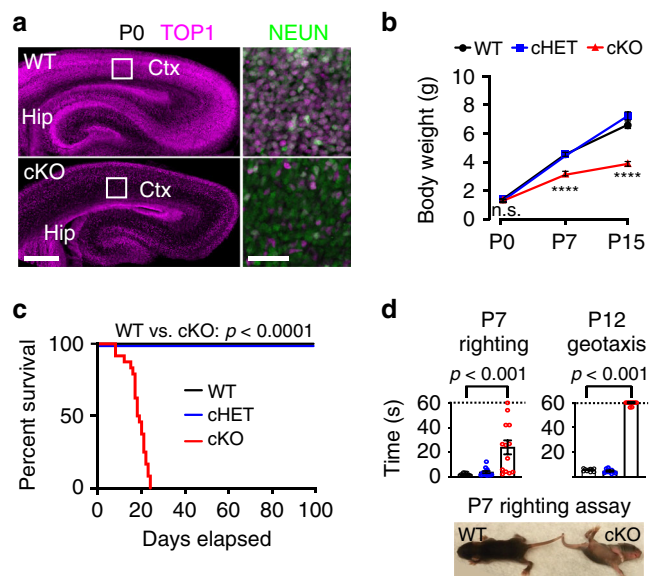 a
P0 TOP1 NEUN
WT
Ctx
Hip
cKO
Ctx
Hip
b
WT cHET cKO
Body weight (g)
10
8
6
4
2
0
n.s.
****
****
P0 P7 P15
c
WT vs. cKO: p < 0.0001
Percent survival
100
50
0
WT
cHET
cKO
0 20 40 60 80 100
Days elapsed
d
P7
righting
P12
geotaxis
p < 0.001
p < 0.001
Time (s)
60
40
20
0
60
20
0
P7 righting assay
WT
cKO